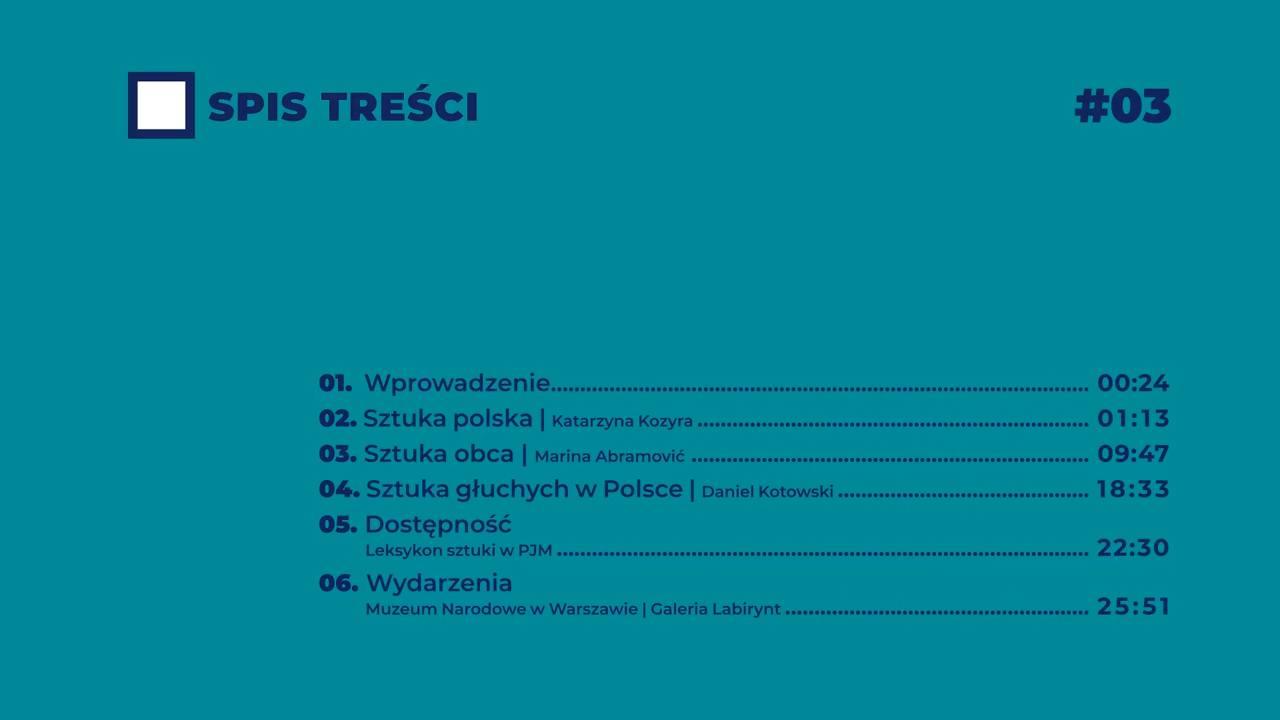 SPIS TREŚCI #03
01. Wprowadzenie........ 00:24
02. Sztuka polska | Katarzyna Kozyra ........ 01:13
03. Sztuka obca | Marina Abramović ........ 09:47
04. Sztuka głuchych w Polsce | Daniel Kotowski ........ 18:33
05. Dostępność
Leksykon sztuki w PJM ........ 22:30
06. Wydarzenia
Muzeum Narodowe w Warszawie | Galeria Labirynt ........ 25:51